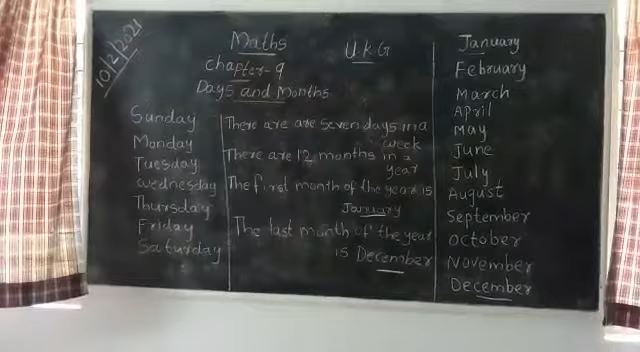 10/2/2021
Maths
UKG
Chapter-9
Days and Months
Sunday
Monday
Tuesday
Wednesday
Thursday
Friday
Saturday
There are are seven days in a
week
There are 12 months in a
year
The first month of the year is
January
The last month of the year
is December
January
February
March
April
May
June
July
August
September
October
November
December